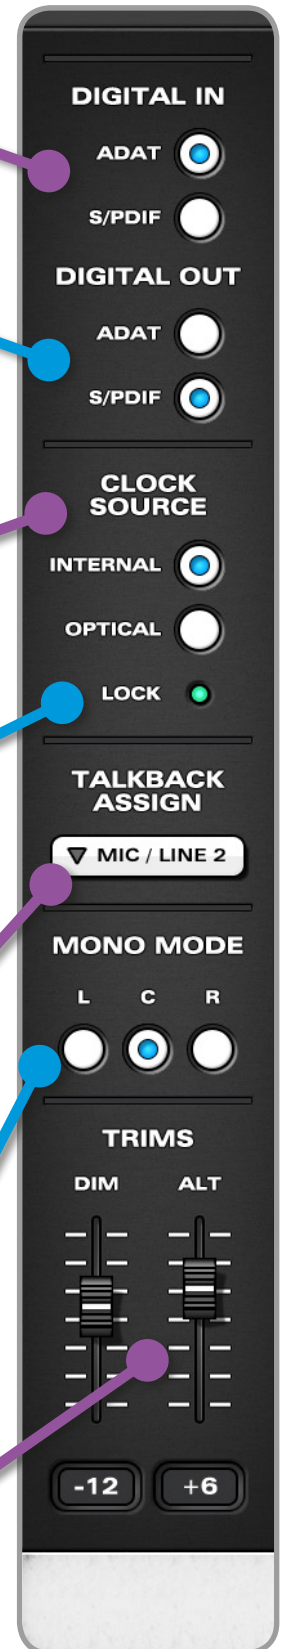 DIGITAL IN
ADAT
S/PDIF
DIGITAL OUT
ADAT
S/PDIF
CLOCK
SOURCE
INTERNAL
OPTICAL
LOCK
TALKBACK
ASSIGN
MIC / LINE 2
MONO MODE
L C R
TRIMS
DIM ALT
-12 +6